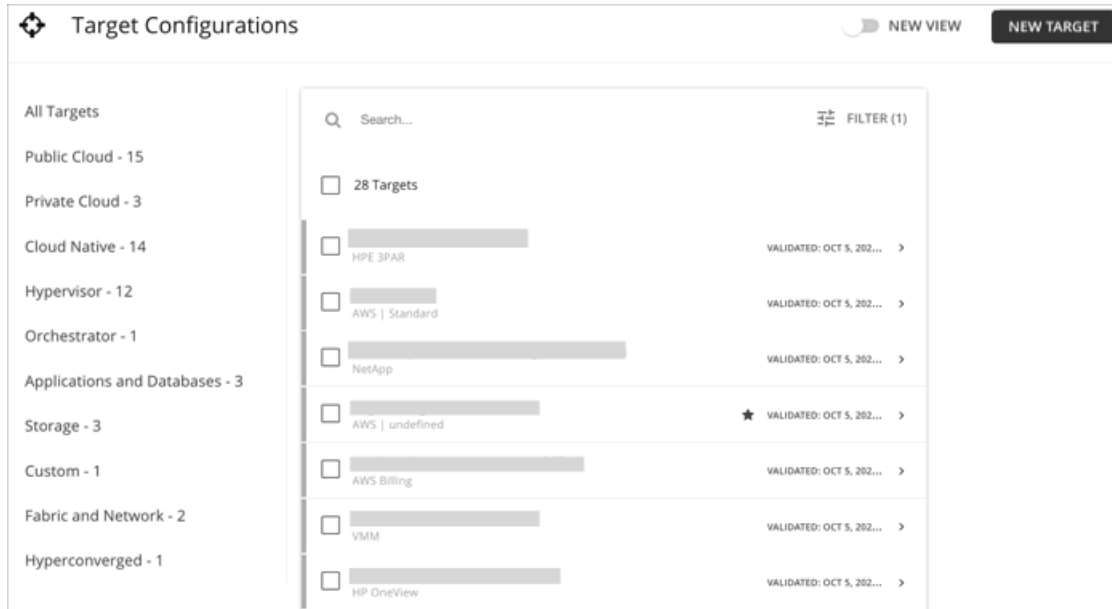 Target Configurations
NEW VIEW
NEW TARGET
All Targets
Public Cloud - 15
Private Cloud - 3
Cloud Native - 14
Hypervisor - 12
Orchestrator - 1
Applications and Databases - 3
Storage - 3
Custom - 1
Fabric and Network - 2
Hyperconverged - 1
Search...
FILTER (1)
28 Targets
HPE 3PAR
VALIDATED: OCT 5, 202...
AWS | Standard
VALIDATED: OCT 5, 202...
NetApp
VALIDATED: OCT 5, 202...
AWS | undefined
VALIDATED: OCT 5, 202...
AWS Billing
VALIDATED: OCT 5, 202...
VMM
VALIDATED: OCT 5, 202...
HP OneView
VALIDATED: OCT 5, 202...